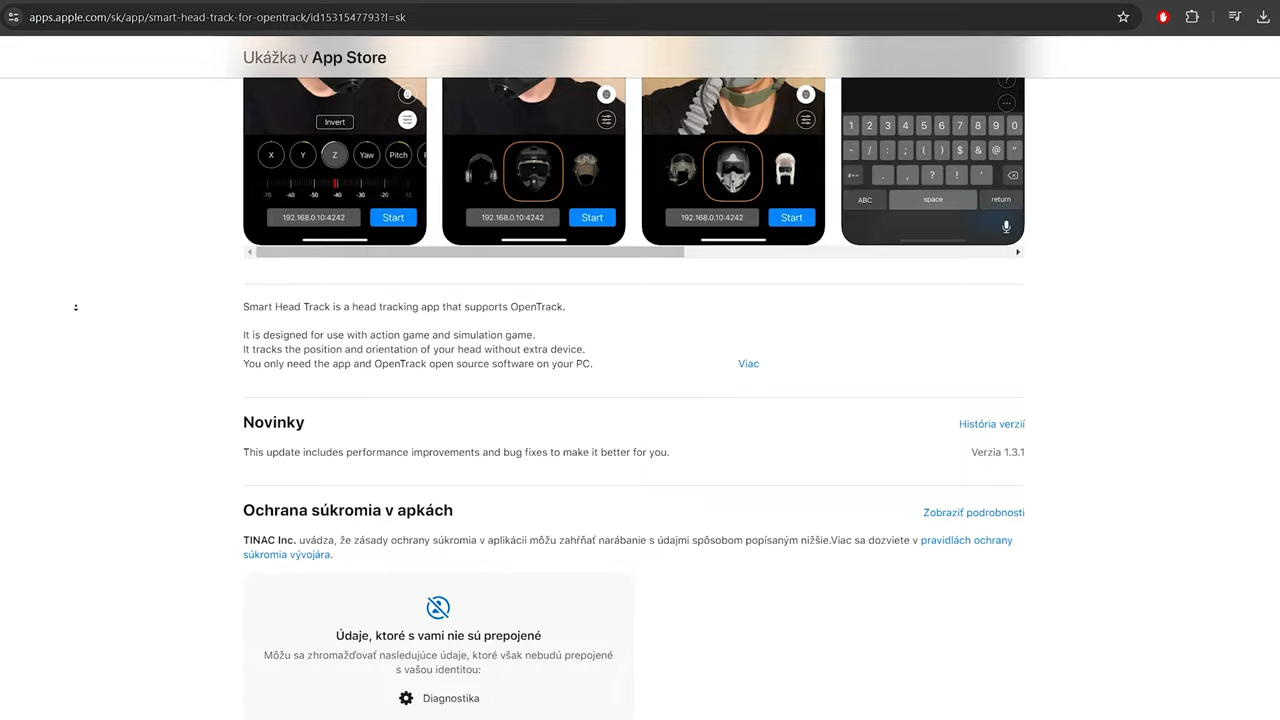 apps.apple.com/sk/app/smart-head-track-for-opentrack/id1531547793?l=sk
Ukážka v App Store
Invert
X Y Z Yaw Pitch
-70 -60 -50 -40 -30 -20 -10
192.168.0.10:4242 Start
192.168.0.10:4242 Start
192.168.0.10:4242 Start
1 2 3 4 5 6 7 8 9 0
- / : ; ( ) $ & @ "
#+= . , ? ! '
ABC space return
Smart Head Track is a head tracking app that supports OpenTrack.
It is designed for use with action game and simulation game.
It tracks the position and orientation of your head without extra device.
You only need the app and OpenTrack open source software on your PC.
Viac
Novinky
História verzií
This update includes performance improvements and bug fixes to make it better for you.
Verzia 1.3.1
Ochrana súkromia v apkách
Zobraziť podrobnosti
TINAC Inc. uvádza, že zásady ochrany súkromia v aplikácii môžu zahŕňať narábanie s údajmi spôsobom popísaným nižšie.Viac sa dozviete v pravidlách ochrany
súkromia vývojára.
Údaje, ktoré s vami nie sú prepojené
Môžu sa zhromažďovať nasledujúce údaje, ktoré však nebudú prepojené
s vašou identitou:
Diagnostika